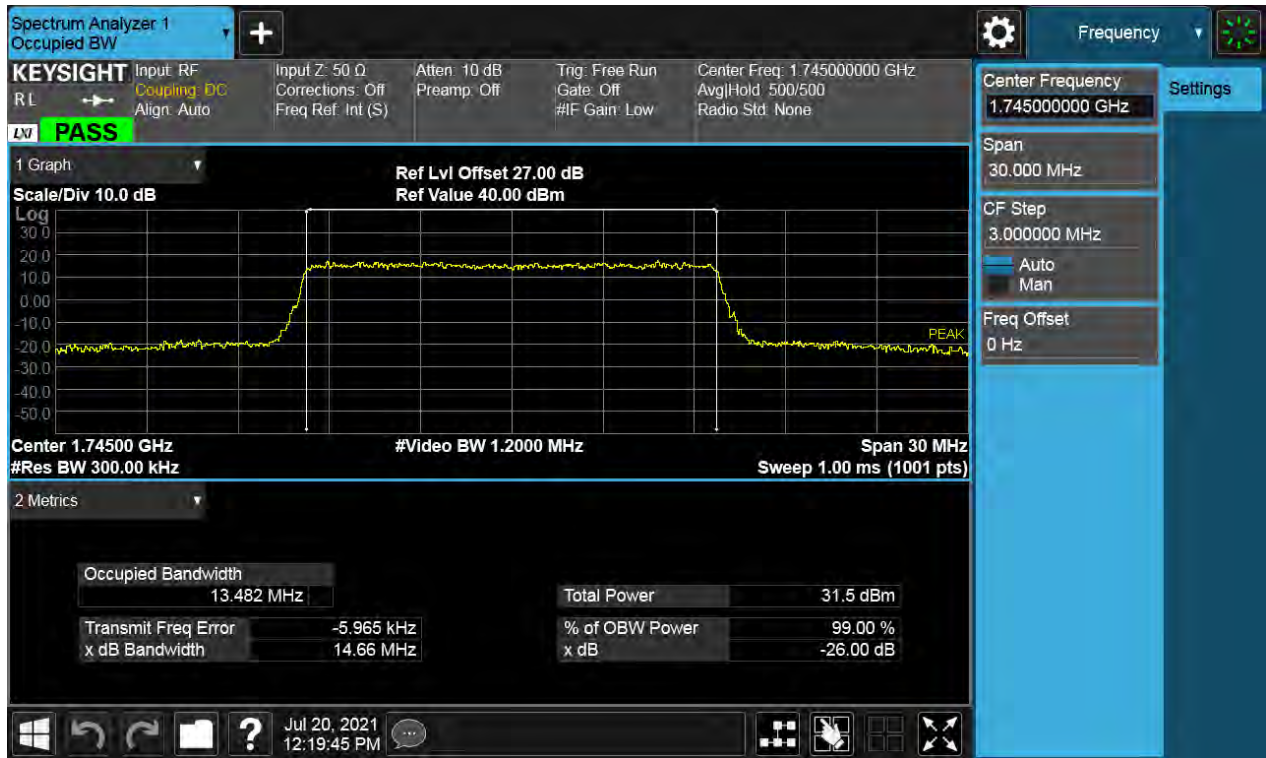 Spectrum Analyzer 1
Occupied BW
+
Frequency
KEYSIGHT
RL
LXI
PASS
Input: RF
Coupling: DC
Align: Auto
Input Z: 50 Ω
Corrections: Off
Freq Ref: Int (S)
Atten: 10 dB
Preamp: Off
Trig: Free Run
Gate: Off
#IF Gain: Low
Center Freq: 1.745000000 GHz
Avg|Hold: 500/500
Radio Std: None
1 Graph
Scale/Div 10.0 dB
Ref Lvl Offset 27.00 dB
Ref Value 40.00 dBm
Log
30.0
20.0
10.0
0.00
-10.0
-20.0
-30.0
-40.0
-50.0
PEAK
Center 1.74500 GHz
#Video BW 1.2000 MHz
Span 30 MHz
#Res BW 300.00 kHz
Sweep 1.00 ms (1001 pts)
2 Metrics
Occupied Bandwidth
13.482 MHz
Transmit Freq Error -5.965 kHz
x dB Bandwidth 14.66 MHz
Total Power 31.5 dBm
% of OBW Power 99.00 %
x dB -26.00 dB
?
Jul 20, 2021
12:19:45 PM
Center Frequency
1.745000000 GHz
Settings
Span
30.000 MHz
CF Step
3.000000 MHz
Auto
Man
Freq Offset
0 Hz